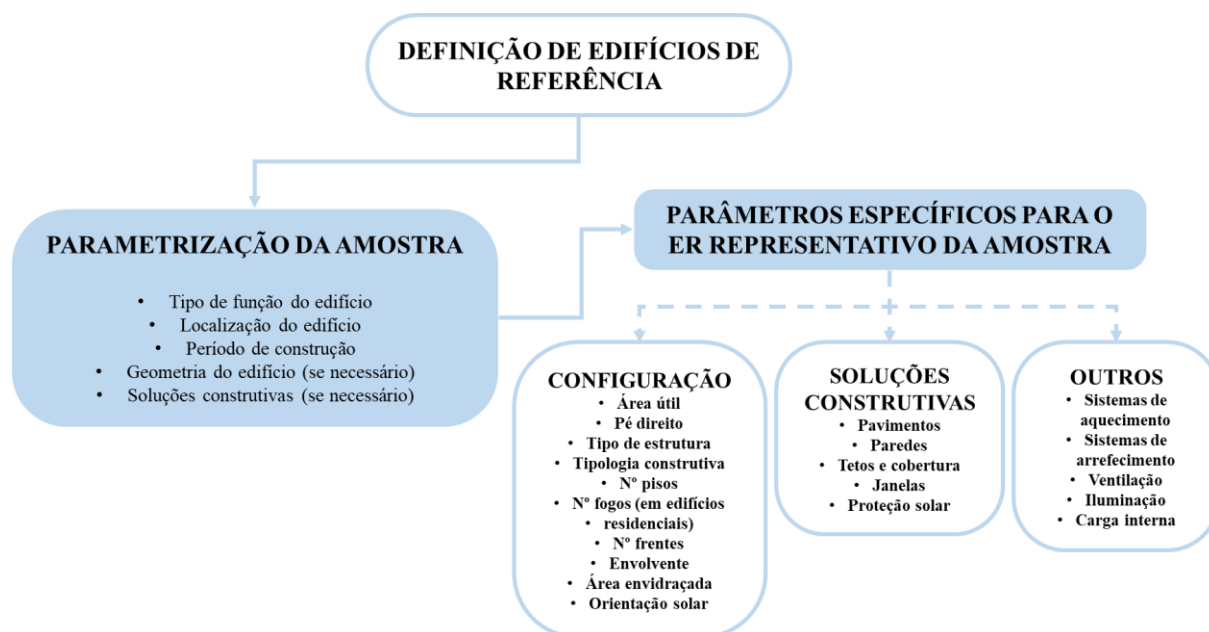 DEFINIÇÃO DE EDIFÍCIOS DE
REFERÊNCIA
PARAMETRIZAÇÃO DA AMOSTRA
• Tipo de função do edifício
• Localização do edifício
• Período de construção
• Geometria do edifício (se necessário)
• Soluções construtivas (se necessário)
PARÂMETROS ESPECÍFICOS PARA O
ER REPRESENTATIVO DA AMOSTRA
CONFIGURAÇÃO
• Área útil
• Pé direito
• Tipo de estrutura
• Tipologia construtiva
• Nº pisos
• Nº fogos (em edifícios
residenciais)
• Nº frentes
• Envolvente
• Área envidraçada
• Orientação solar
SOLUÇÕES
CONSTRUTIVAS
• Pavimentos
• Paredes
• Tetos e cobertura
• Janelas
• Proteção solar
OUTROS
• Sistemas de
aquecimento
• Sistemas de
arrefecimento
• Ventilação
• Iluminação
• Carga interna